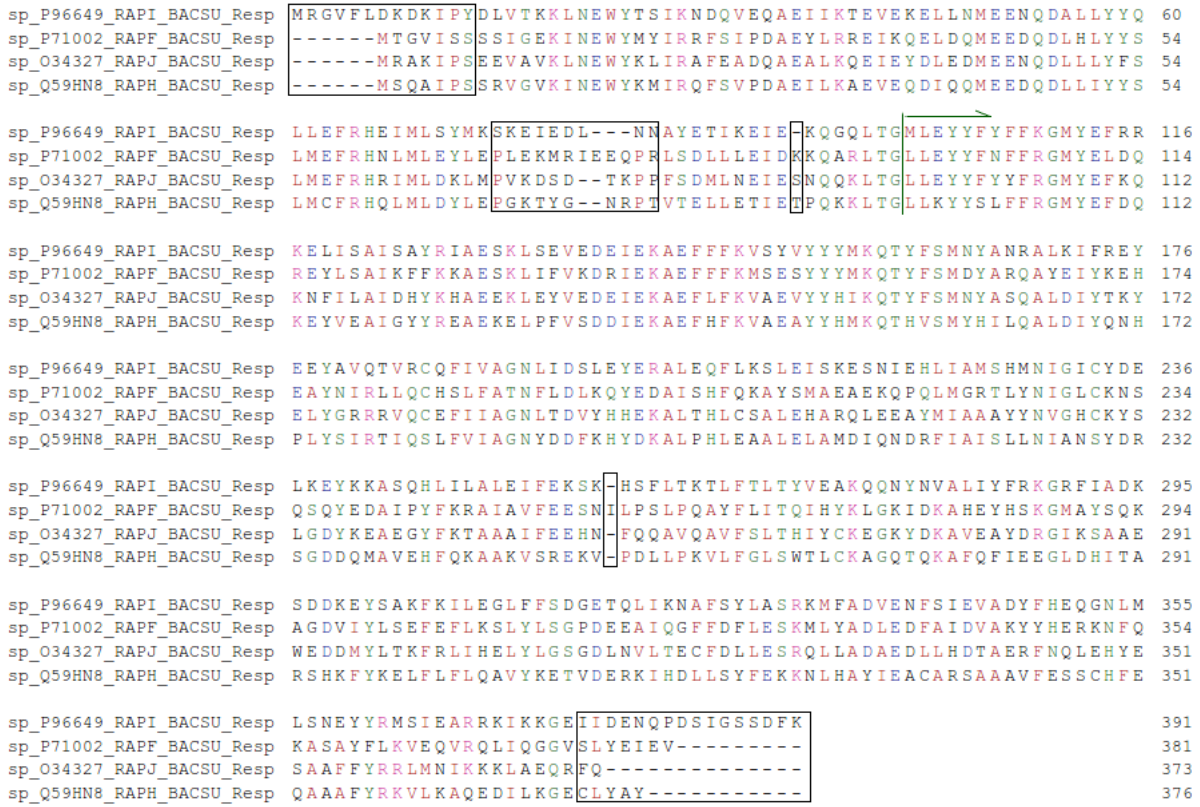 sp_P96649_RAPI_BACSU_Resp MRGVFLDKDKIPYDLVTKKLNEWYTSIKNDQVEQAEIIKTEVEKELLNMEENQDALLYYQ 60
sp_P71002_RAPF_BACSU_Resp ------MTGVISSSSIGEKINEWYMYIRRFSIPDAEYLRREIKQELDQMEEDQDLHLYYS 54
sp_O34327_RAPJ_BACSU_Resp ------MRAKIPSEEVAVKLNEWYKLIRAFEADQAEALKQEIEYDLEDMEENQDLLLYFS 54
sp_Q59HN8_RAPH_BACSU_Resp ------MSQAIPSSRVGVKINEWYKMIRQFSVPDAEILKAEVEQDIQQMEEDQDLLIYYS 54
sp_P96649_RAPI_BACSU_Resp LLEFRHEIMLSYMKSKEIEDL---NNAYETIKEIE-KQGQLTGMLEYYFYFFKGMYEFRR 116
sp_P71002_RAPF_BACSU_Resp LMEFRHNLMLEYLEPLEKMRIEEQPRLSDLLLEIDKKQARLTGLLEYYFNFFRGMYELDQ 114
sp_O34327_RAPJ_BACSU_Resp LMEFRHRIMLDKLMPVKDSD--TKPPFSDMLNEIESNQQKLTGLLEYYFYYFRGMYEFKQ 112
sp_Q59HN8_RAPH_BACSU_Resp LMCFRHQLMLDYLEPGKTYG--NRPTVTELLETIETPQKKLTGLLKYYSLFFRGMYEFDQ 112
sp_P96649_RAPI_BACSU_Resp KELISAISAYRIAESKLSEVEDEIEKAEFFFKVSYVYYYMKQTYFSMNYANRALKIFREY 176
sp_P71002_RAPF_BACSU_Resp REYLSAIKFFKKAESKLIFVKDRIEKAEFFFKMSESYYYMKQTYFSMDYARQAYEIYKEH 174
sp_O34327_RAPJ_BACSU_Resp KNFILAIDHYKHAEEKLEYVEDEIEKAEFLFKVAEVYYHIKQTYFSMNYASQALDIYTKY 172
sp_Q59HN8_RAPH_BACSU_Resp KEYVEAIGYYREAEKELPFVSDDIEKAEFHFKVAEAYYHMKQTHVSMYHILQALDIYQNH 172
sp_P96649_RAPI_BACSU_Resp EEYAVQTVRCQFIVAGNLIDSLEYERALEQFLKSLEISKESNIEHLIAMSHMNIGICYDE 236
sp_P71002_RAPF_BACSU_Resp EAYNIRLLQCHSLFATNFLDLKQYEDAISHFQKAYSMAEAEKQPQLMGRTLYNIGLCKNS 234
sp_O34327_RAPJ_BACSU_Resp ELYGRRRVQCEFIIAGNLTDVYHHEKALTHLCSALEHARQLEEAYMIAAAYYNVGHCKYS 232
sp_Q59HN8_RAPH_BACSU_Resp PLYSIRTIQSLFVIAGNYDDFKHYDKALPHLEAALELAMDIQNDRFIAISLLNIANSYDR 232
sp_P96649_RAPI_BACSU_Resp LKEYKKASQHLILALEIFEKSK-HSFLTKTLFTLTYVEAKQQNYNVALIYFRKGRFIADK 295
sp_P71002_RAPF_BACSU_Resp QSQYEDAIPYFKRAIAVFEESNILPSLPQAYFLITQIHYKLGKIDKAHEYHSKGMAYSQK 294
sp_O34327_RAPJ_BACSU_Resp LGDYKEAEGYFKTAAAIFEEHN-FQQAVQAVFSLTHIYCKEGKYDKAVEAYDRGIKSAAE 291
sp_Q59HN8_RAPH_BACSU_Resp SGDDQMAVEHFQKAAKVSREKV-PDLLPKVLFGLSWTLCKAGQTQKAFQFIEEGLDHITA 291
sp_P96649_RAPI_BACSU_Resp SDDKEYSAKFKILEGLFFSDGETQLIKNAFSYLASRKMFADVENFSIEVADYFHEQGNLM 355
sp_P71002_RAPF_BACSU_Resp AGDVIYLSEFEFLKSLYLSGPDEEAIQGFFDFLESKMLYADLEDFAIDVAKYYHERKNFQ 354
sp_O34327_RAPJ_BACSU_Resp WEDDMYLTKFRLIHELYLGSGDLNVLTECFDLLESRQLLADAEDLLHDTAERFNQLEHYE 351
sp_Q59HN8_RAPH_BACSU_Resp RSHKFYKELFLFLQAVYKETVDERKIHDLLSYFEKKNLHAYIEACARSAAAVFESSCHFE 351
sp_P96649_RAPI_BACSU_Resp LSNEYYRMSIEARRKIKKGEIIDENQPDSIGSSDFK 391
sp_P71002_RAPF_BACSU_Resp KASAYFLKVEQVRQLIQGGVSLYEIEV--------- 381
sp_O34327_RAPJ_BACSU_Resp SAAFFYRRLMNIKKKLAEQRFQ-------------- 373
sp_Q59HN8_RAPH_BACSU_Resp QAAAFYRKVLKAQEDILKGECLYAY----------- 376